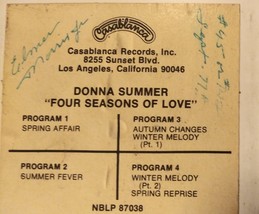 Casablanca
Casablanca Records, Inc.
8255 Sunset Blvd.
Los Angeles, California 90046
DONNA SUMMER
"FOUR SEASONS OF LOVE"
PROGRAM 1
SPRING AFFAIR
PROGRAM 3
AUTUMN CHANGES
WINTER MELODY
(Pt. 1)
PROGRAM 2
SUMMER FEVER
PROGRAM 4
WINTER MELODY
(Pt. 2)
SPRING REPRISE
NBLP 87038